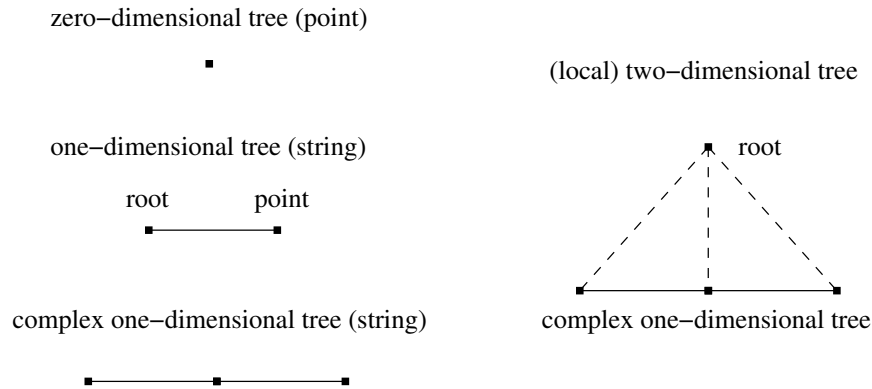 zero−dimensional tree (point)
one−dimensional tree (string)
root point
complex one−dimensional tree (string)
(local) two−dimensional tree
root
complex one−dimensional tree